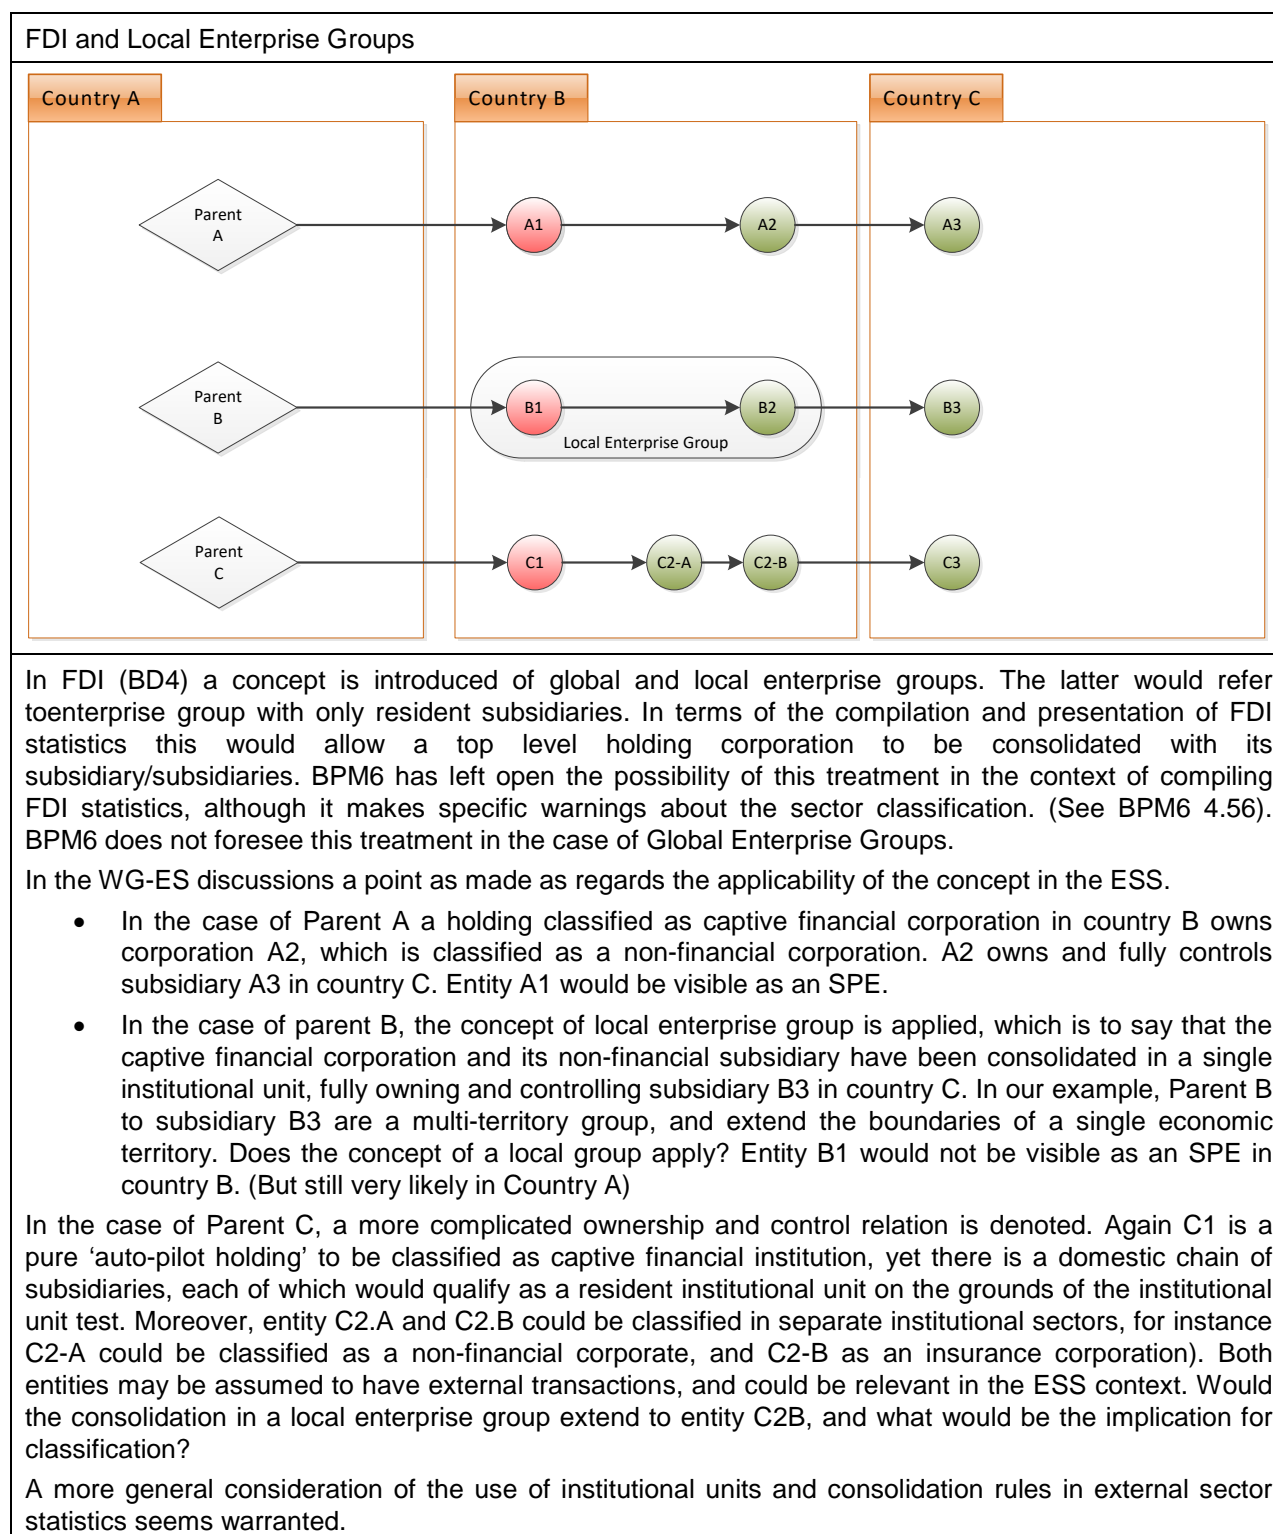 FDI and Local Enterprise Groups
Country A
Country B
Country C
Parent
A
A1
A2
A3
Parent
B
B1
B2
B3
Local Enterprise Group
Parent
C
C1
C2-A
C2-B
C3
In FDI (BD4) a concept is introduced of global and local enterprise groups. The latter would refer
toenterprise group with only resident subsidiaries. In terms of the compilation and presentation of FDI
statistics this would allow a top level holding corporation to be consolidated with its
subsidiary/subsidiaries. BPM6 has left open the possibility of this treatment in the context of compiling
FDI statistics, although it makes specific warnings about the sector classification. (See BPM6 4.56).
BPM6 does not foresee this treatment in the case of Global Enterprise Groups.
In the WG-ES discussions a point as made as regards the applicability of the concept in the ESS.
• In the case of Parent A a holding classified as captive financial corporation in country B owns
corporation A2, which is classified as a non-financial corporation. A2 owns and fully controls
subsidiary A3 in country C. Entity A1 would be visible as an SPE.
• In the case of parent B, the concept of local enterprise group is applied, which is to say that the
captive financial corporation and its non-financial subsidiary have been consolidated in a single
institutional unit, fully owning and controlling subsidiary B3 in country C. In our example, Parent B
to subsidiary B3 are a multi-territory group, and extend the boundaries of a single economic
territory. Does the concept of a local group apply? Entity B1 would not be visible as an SPE in
country B. (But still very likely in Country A)
In the case of Parent C, a more complicated ownership and control relation is denoted. Again C1 is a
pure ‘auto-pilot holding’ to be classified as captive financial institution, yet there is a domestic chain of
subsidiaries, each of which would qualify as a resident institutional unit on the grounds of the institutional
unit test. Moreover, entity C2.A and C2.B could be classified in separate institutional sectors, for instance
C2-A could be classified as a non-financial corporate, and C2-B as an insurance corporation). Both
entities may be assumed to have external transactions, and could be relevant in the ESS context. Would
the consolidation in a local enterprise group extend to entity C2B, and what would be the implication for
classification?
A more general consideration of the use of institutional units and consolidation rules in external sector
statistics seems warranted.